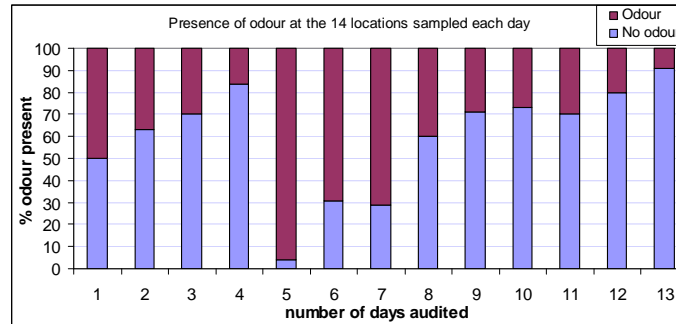 Presence of odour at the 14 locations sampled each day
Odour
No odour
% odour present
100
90
80
70
60
50
40
30
20
10
0
1 2 3 4 5 6 7 8 9 10 11 12 13
number of days audited